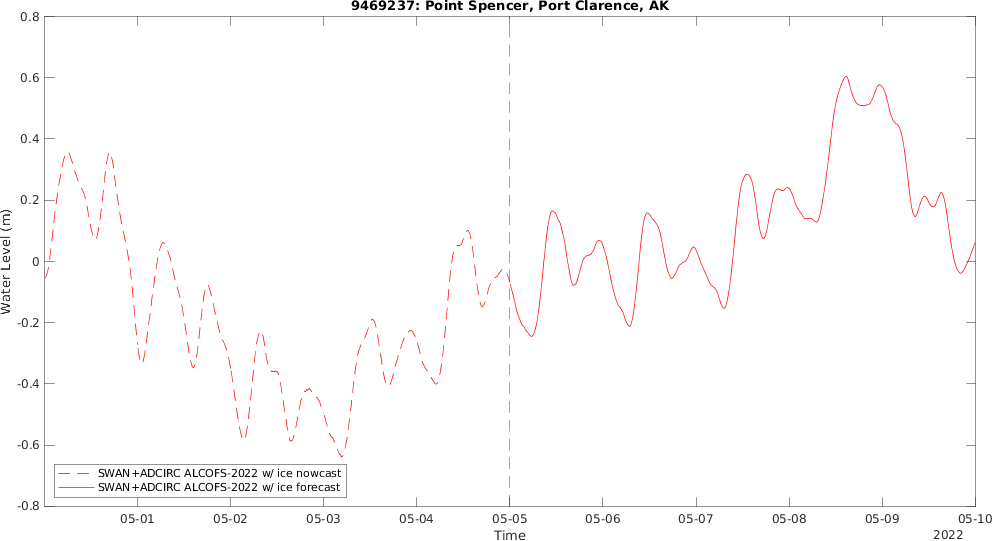 9469237: Point Spencer, Port Clarence, AK
Water Level (m)
0.8
0.6
0.4
0.2
0
-0.2
-0.4
-0.6
-0.8
SWAN+ADCIRC ALCOFS-2022 w/ ice nowcast
SWAN+ADCIRC ALCOFS-2022 w/ ice forecast
05-01 05-02 05-03 05-04 05-05 05-06 05-07 05-08 05-09 05-10
Time
2022